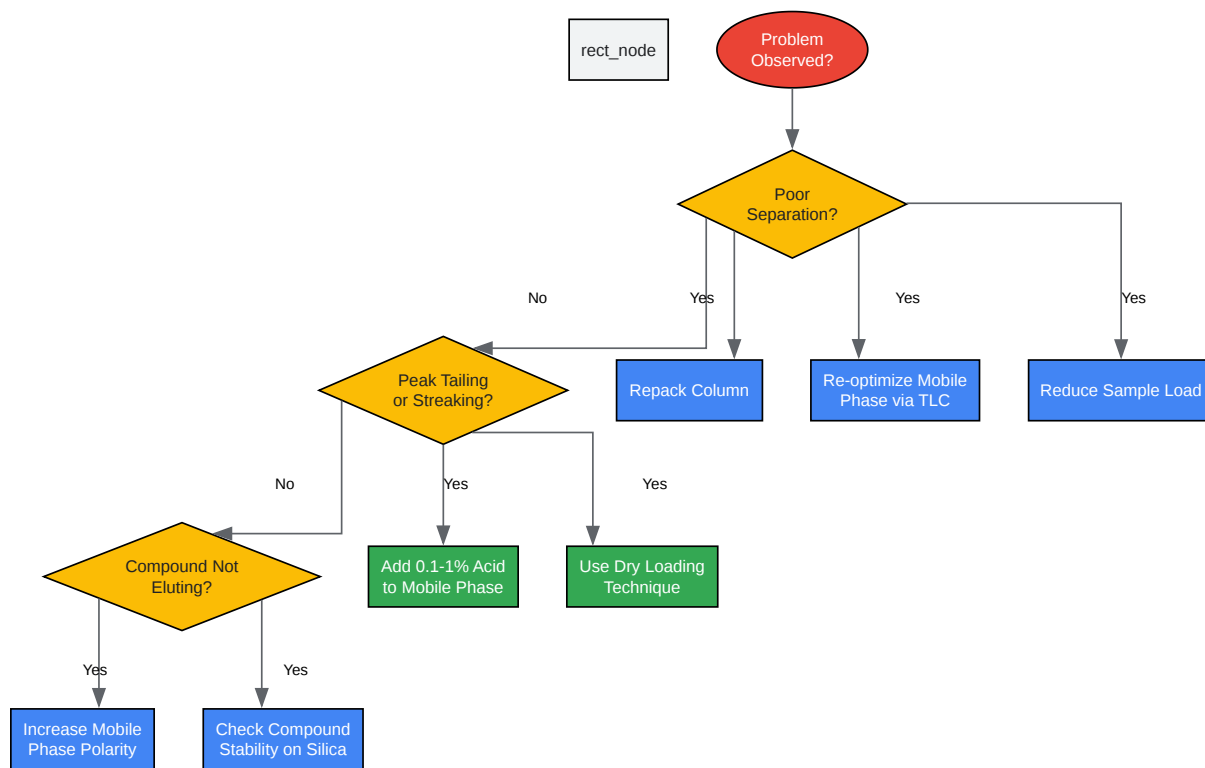 rect_node
Problem
Observed?
Poor
Separation?
No
Yes
Yes
Yes
Peak Tailing
or Streaking?
Repack Column
Re-optimize Mobile
Phase via TLC
Reduce Sample Load
No
Yes
Yes
Compound Not
Eluting?
Add 0.1-1% Acid
to Mobile Phase
Use Dry Loading
Technique
Yes
Yes
Increase Mobile
Phase Polarity
Check Compound
Stability on Silica